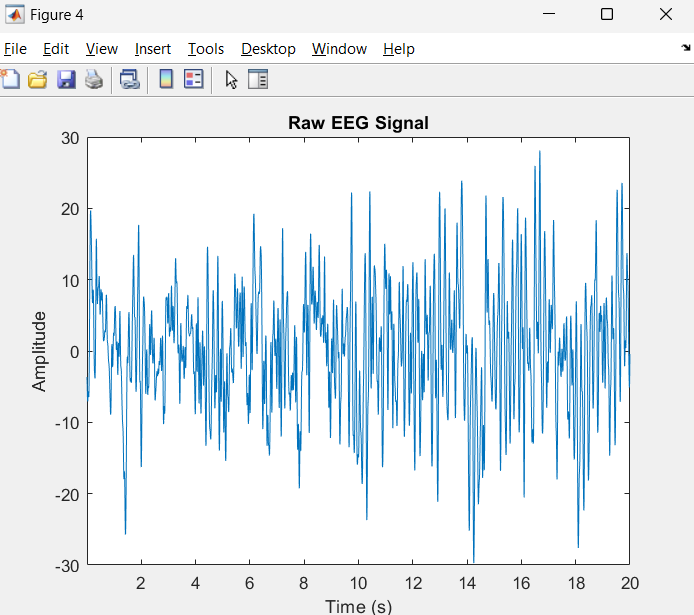 Figure 4
File Edit View Insert Tools Desktop Window Help
Raw EEG Signal
30
20
10
0
-10
-20
-30
Amplitude
2 4 6 8 10 12 14 16 18 20
Time (s)